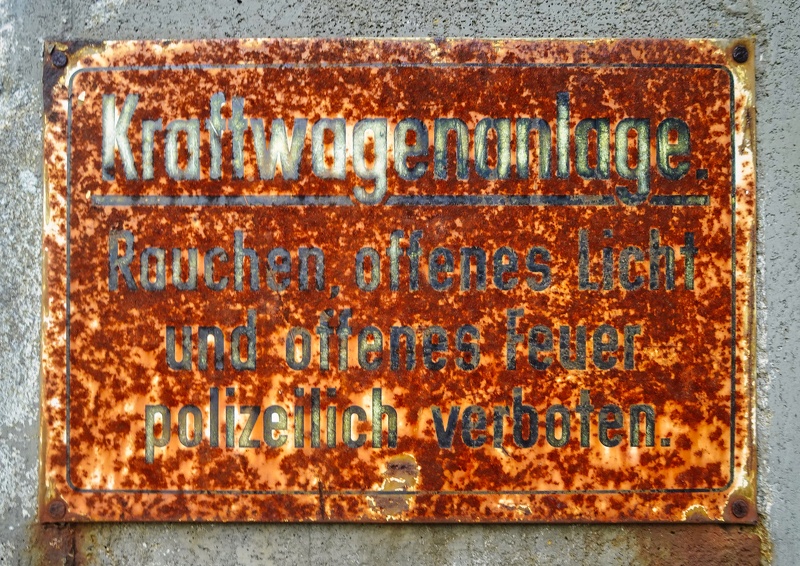 Kraftwagenanlage.
Rauchen, offenes Licht
und offenes Feuer
polizeilich verboten.